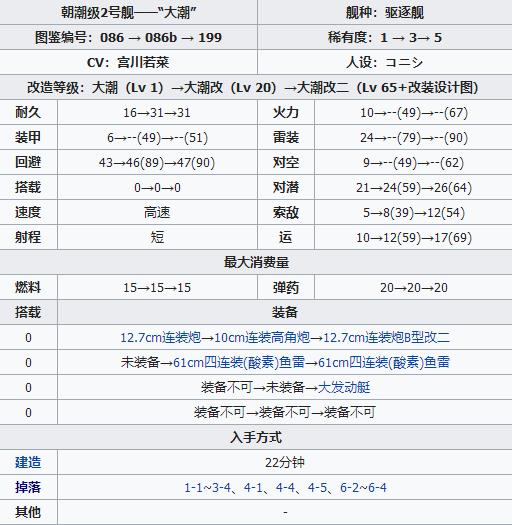 朝潮级2号舰——“大潮” 舰种：驱逐舰
图鉴编号：086 → 086b → 199 稀有度：1 → 3→ 5
CV：宫川若菜 人设：コニシ
改造等级：大潮（Lv 1）→大潮改（Lv 20）→大潮改二（Lv 65+改装设计图）
耐久 16→31→31 火力 10→--(49)→--(67)
装甲 6→--(49)→--(51) 雷装 24→--(79)→--(90)
回避 43→46(89)→47(90) 对空 9→--(49)→--(62)
搭载 0→0→0 对潜 21→24(59)→26(64)
速度 高速 索敌 5→8(39)→12(54)
射程 短 运 10→12(59)→17(69)
最大消费量
燃料 15→15→15 弹药 20→20→20
搭载 装备
0 12.7cm连装炮→10cm连装高角炮→12.7cm连装炮B型改二
0 未装备→61cm四连装(酸素)鱼雷→61cm四连装(酸素)鱼雷
0 装备不可→未装备→大发动艇
0 装备不可→装备不可→装备不可
入手方式
建造 22分钟
掉落 1-1~3-4、4-1、4-4、4-5、6-2~6-4
其他 -